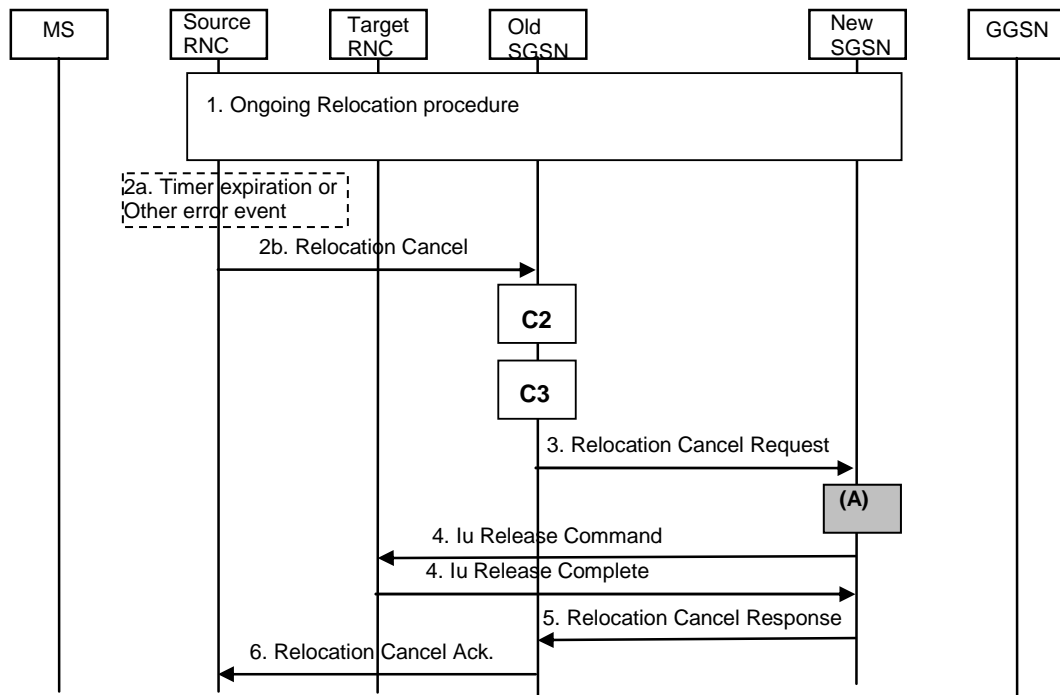 MS
Source
RNC
Target
RNC
Old
SGSN
New
SGSN
GGSN
1. Ongoing Relocation procedure
2a. Timer expiration or
Other error event
2b. Relocation Cancel
C2
C3
3. Relocation Cancel Request
(A)
4. Iu Release Command
4. Iu Release Complete
5. Relocation Cancel Response
6. Relocation Cancel Ack.